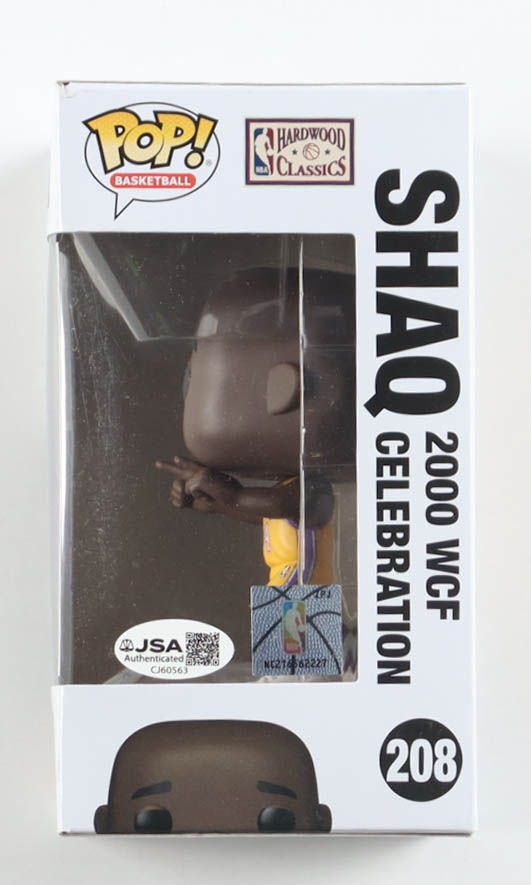 POP!
BASKETBALL
NBA
HARDWOOD
CLASSICS
SHAQ
2000 WCF
CELEBRATION
JSA
Authenticated
CJ60563
208